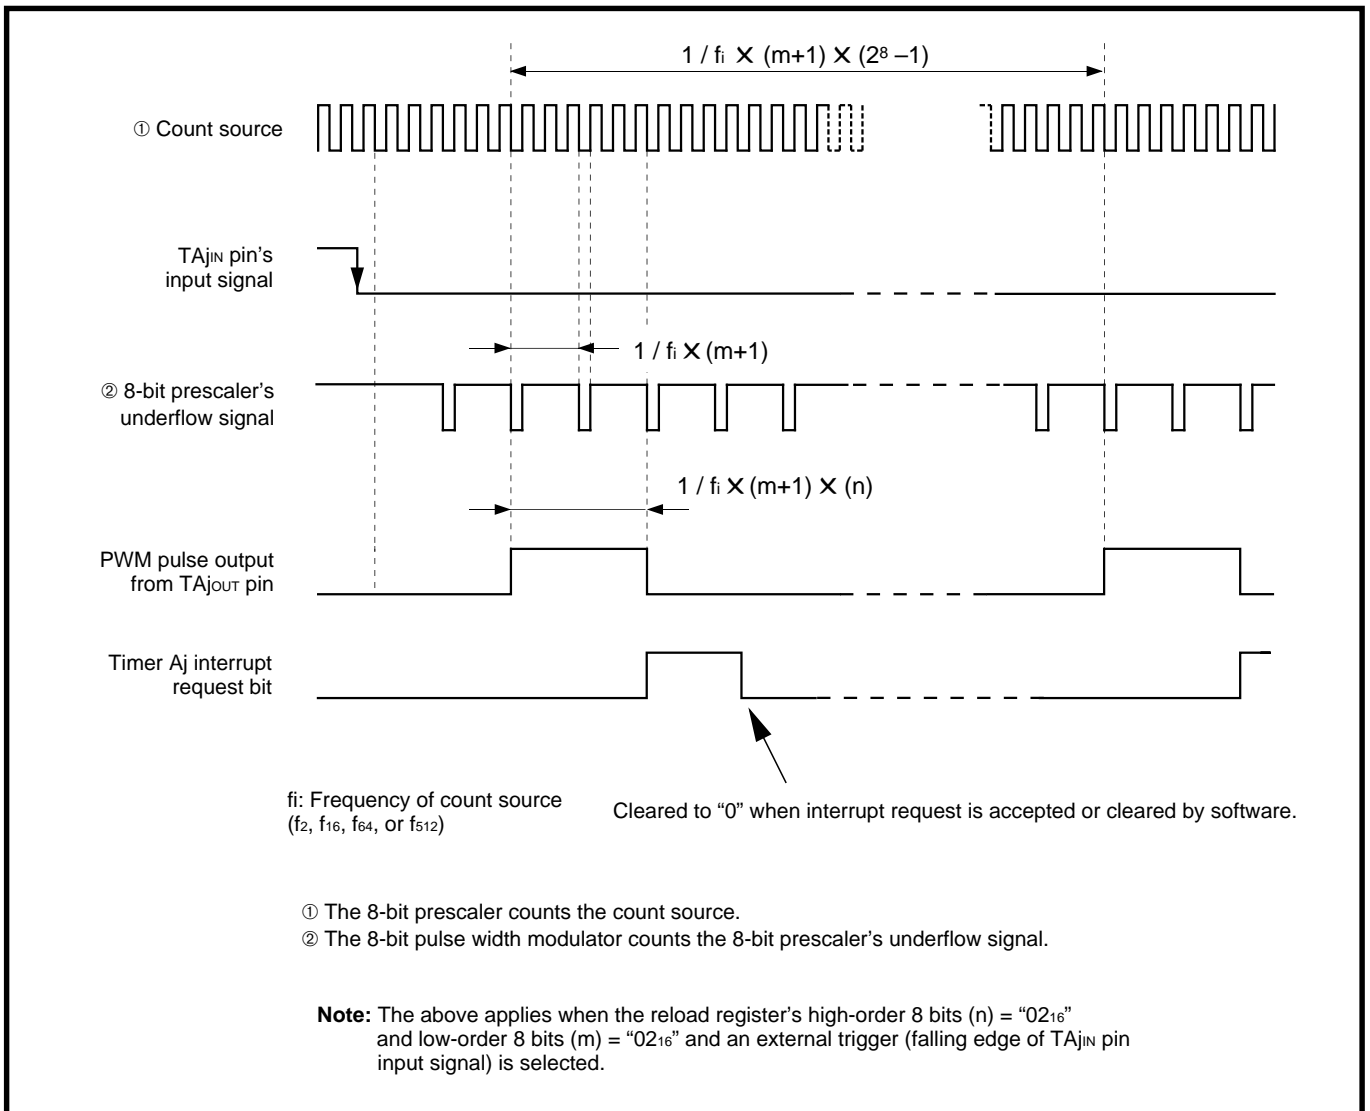 1 / fi × (m+1) × (2⁸ –1)
① Count source
TAjIN pin’s
input signal
1 / fi × (m+1)
② 8-bit prescaler’s
underflow signal
1 / fi × (m+1) × (n)
PWM pulse output
from TAjOUT pin
Timer Aj interrupt
request bit
fi: Frequency of count source
(f₂, f₁₆, f₆₄, or f₅₁₂)
Cleared to “0” when interrupt request is accepted or cleared by software.
① The 8-bit prescaler counts the count source.
② The 8-bit pulse width modulator counts the 8-bit prescaler’s underflow signal.
Note: The above applies when the reload register’s high-order 8 bits (n) = “02₁₆”
and low-order 8 bits (m) = “02₁₆” and an external trigger (falling edge of TAjIN pin
input signal) is selected.